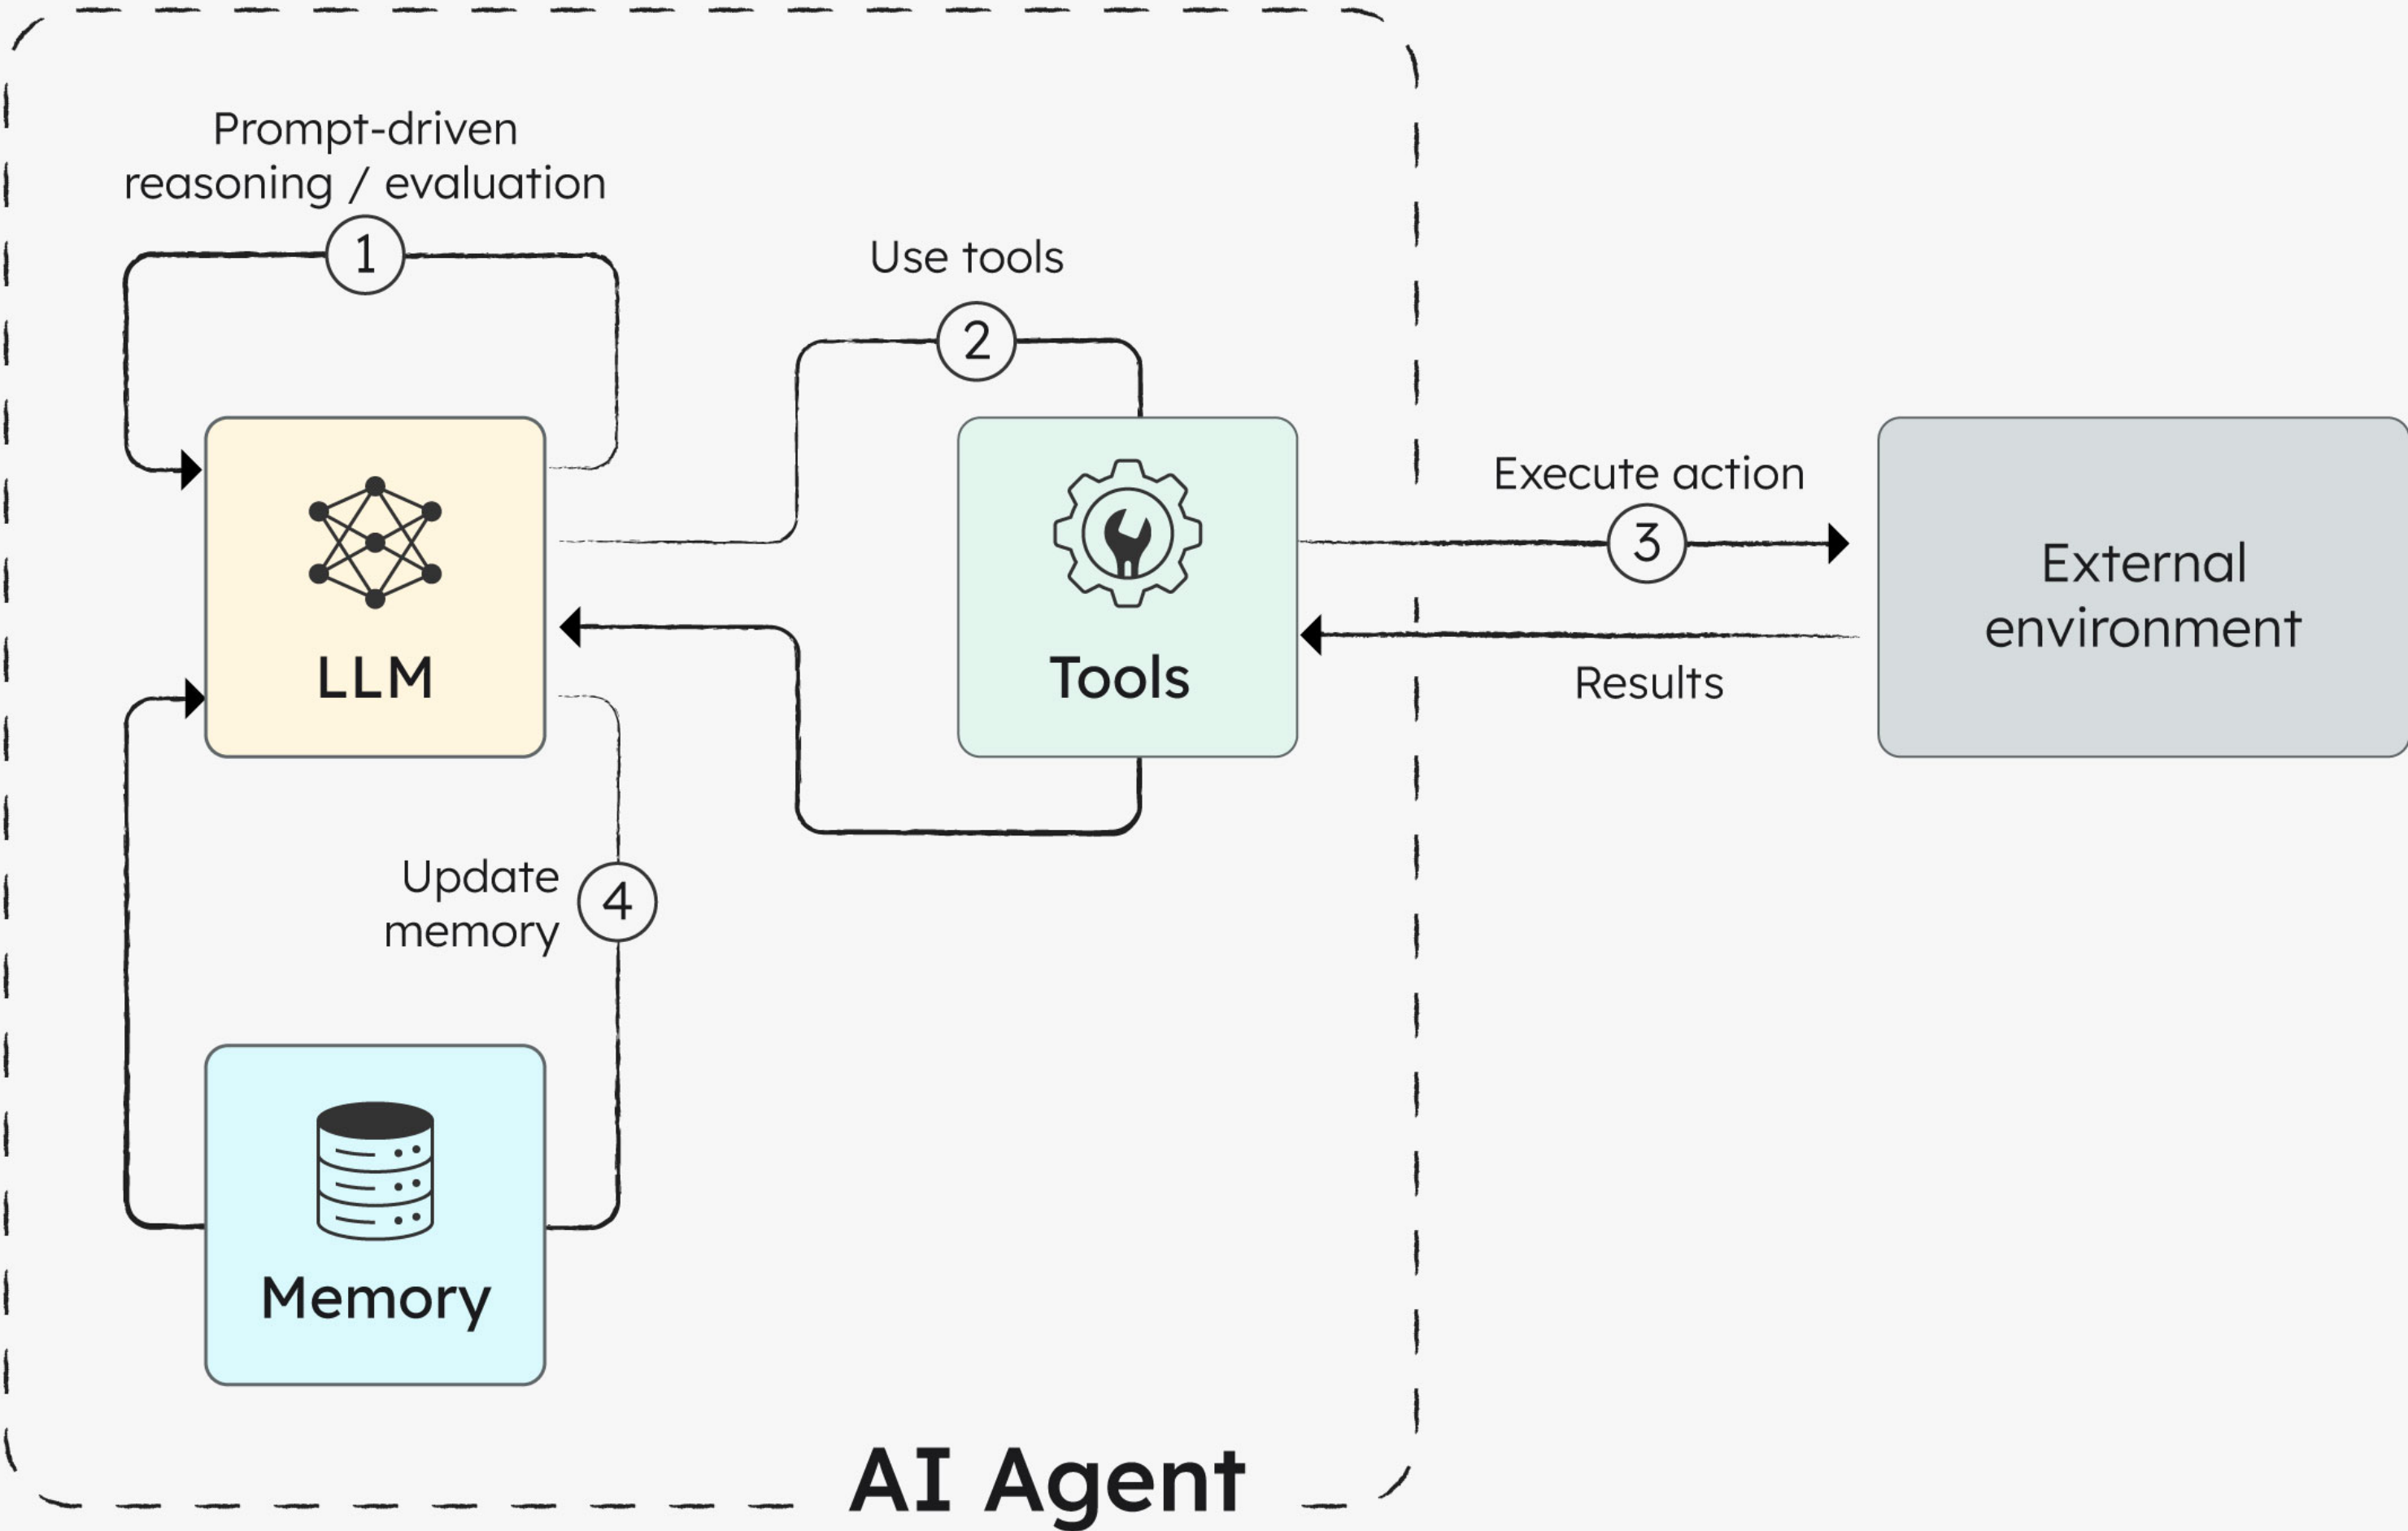 Prompt-driven
reasoning / evaluation
1
Use tools
2
LLM
Tools
Execute action
3
Results
External
environment
Update
memory
4
Memory
AI Agent